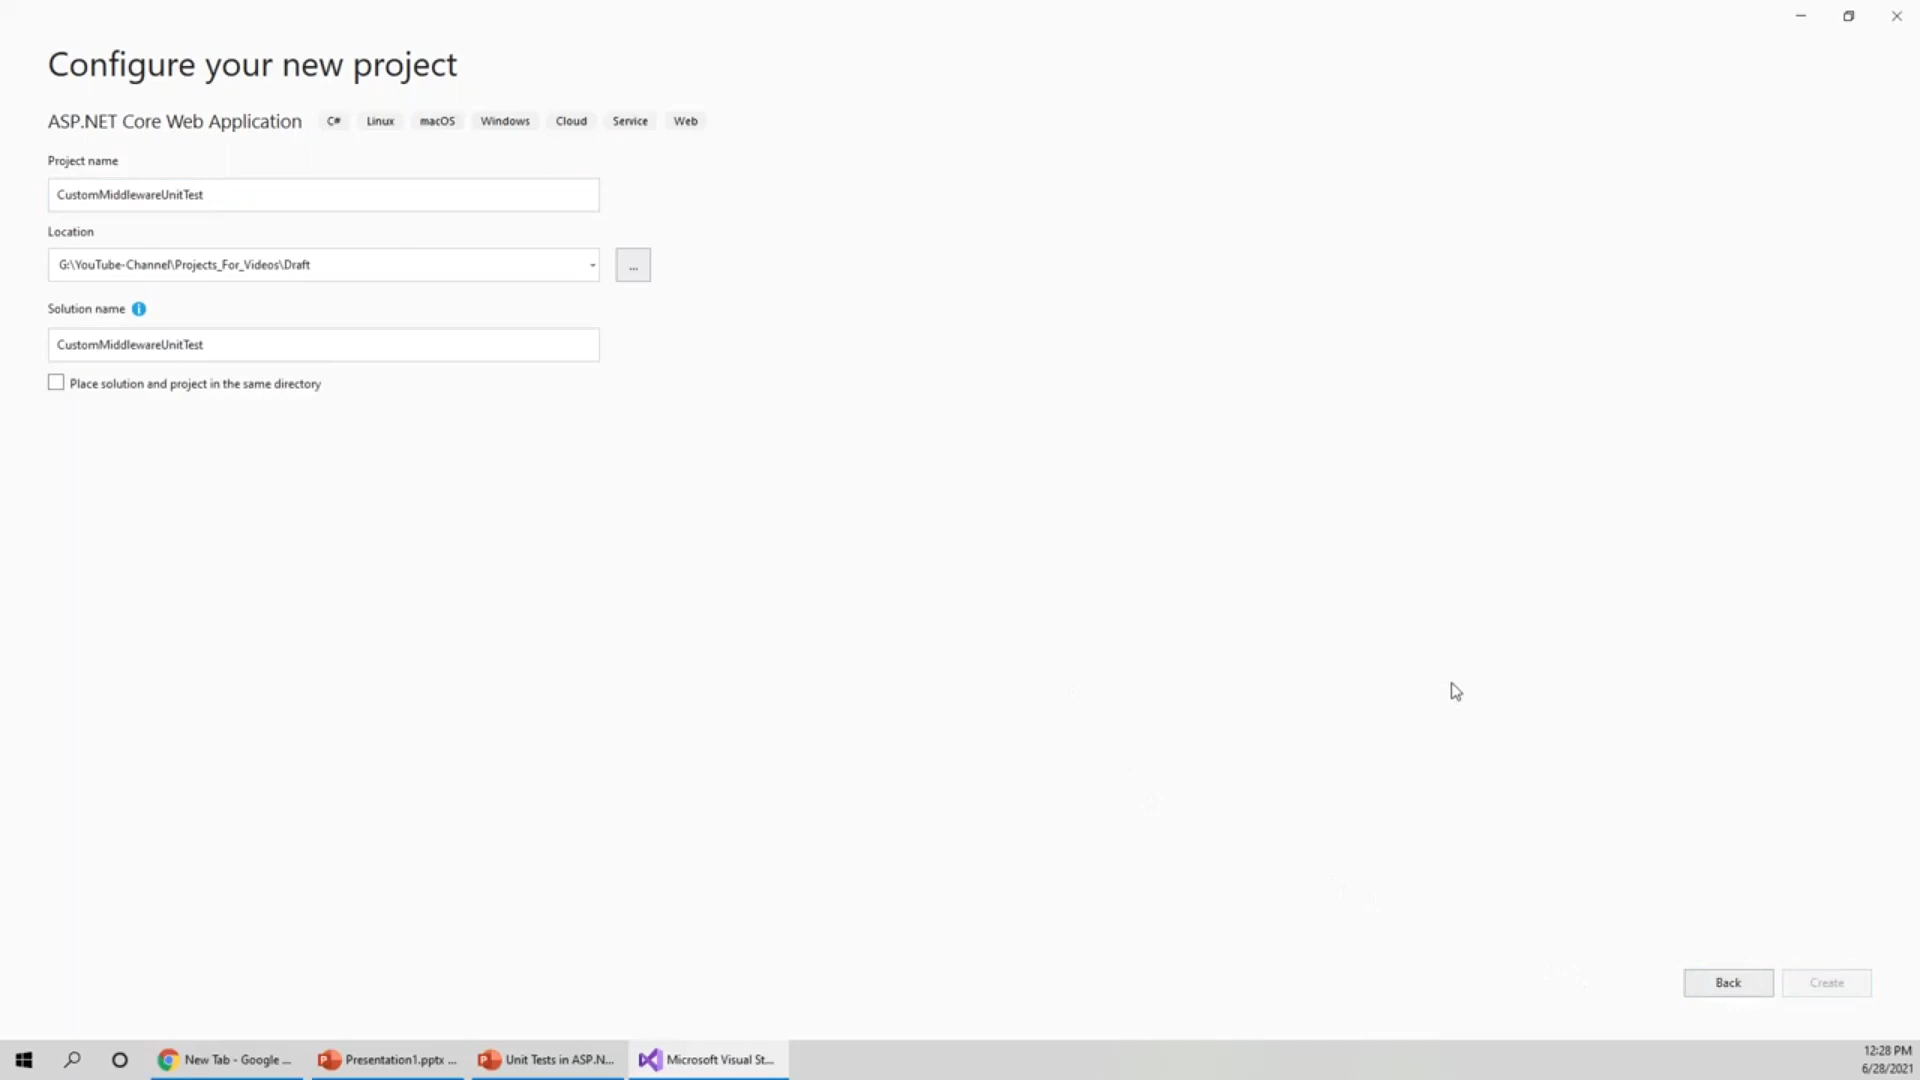 Configure your new project
ASP.NET Core Web Application C# Linux macOS Windows Cloud Service Web
Project name
CustomMiddlewareUnitTest
Location
G:\YouTube-Channel\Projects_For_Videos\Draft
...
Solution name
CustomMiddlewareUnitTest
Place solution and project in the same directory
Back Create
New Tab - Google ... Presentation1.pptx ... Unit Tests in ASP.N... Microsoft Visual St...
12:28 PM
6/28/2021